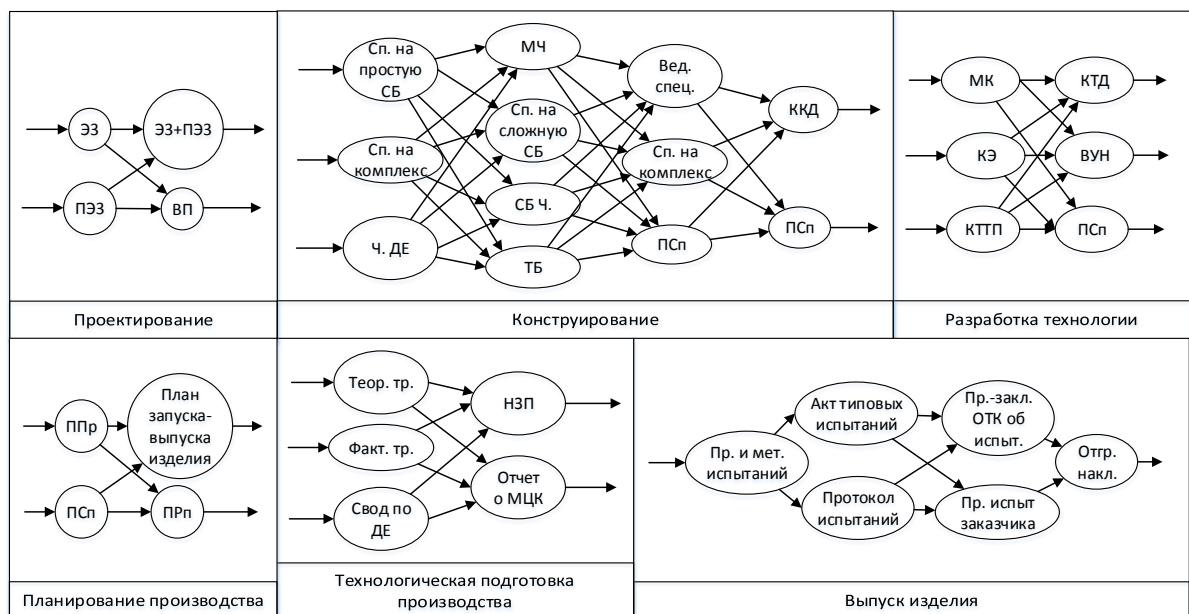 ЭЗ
ЭЗ+ПЭЗ
ПЭЗ
ВП
Проектирование
Сп. на
простую
СБ
Сп. на
комплекс
Ч. ДЕ
МЧ
Сп. на
сложную
СБ
СБ Ч.
ТБ
Вед.
спец.
Сп. на
комплекс
ПСп
ККД
ПСп
Конструирование
МК
КЭ
КТТП
КТД
ВУН
ПСп
Разработка технологии
ППр
План
запуска-
выпуска
изделия
ПСп
ПРп
Планирование производства
Теор. тр.
Факт. тр.
Свод по
ДЕ
НЗП
Отчет
о МЦК
Технологическая подготовка
производства
Пр. и мет.
испытаний
Акт типовых
испытаний
Протокол
испытаний
Пр.-закл.
ОТК об
испыт.
Пр. испыт
заказчика
Отгр.
накл.
Выпуск изделия